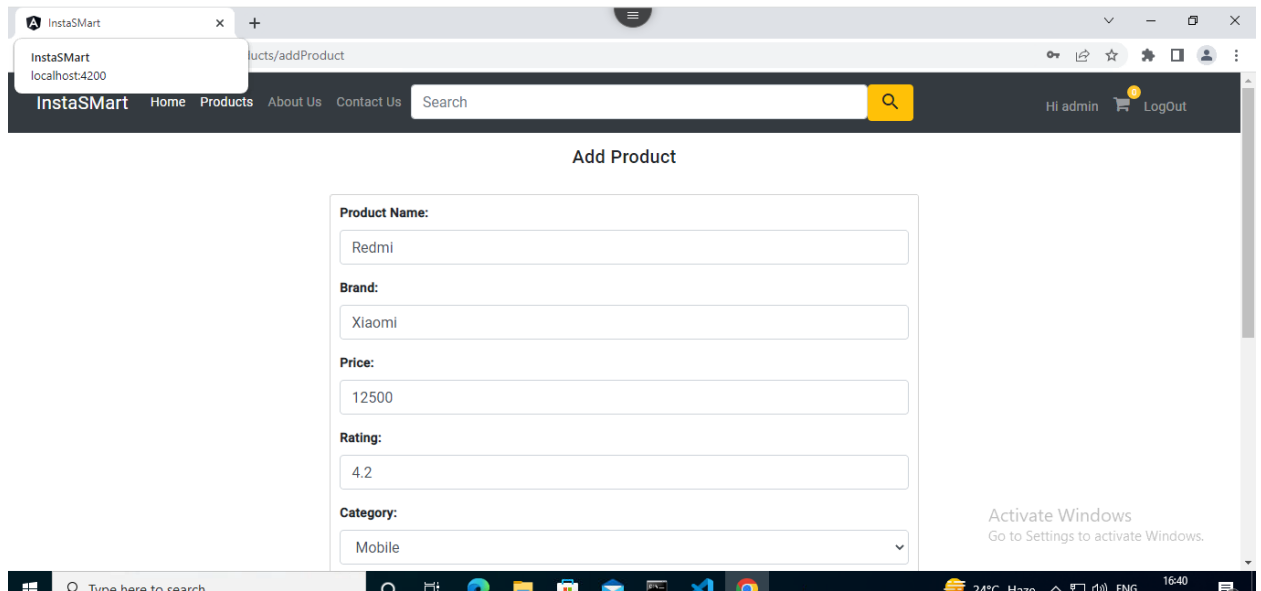 InstaSMart
InstaSMart
localhost:4200
ucts/addProduct
InstaSMart Home Products About Us Contact Us Search Hi admin 0 LogOut
Add Product
Product Name:
Redmi
Brand:
Xiaomi
Price:
12500
Rating:
4.2
Category:
Mobile
Activate Windows
Go to Settings to activate Windows.
Type here to search 24°C Haze ENG 16:40